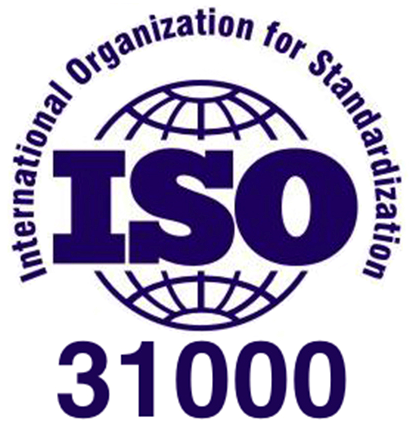 International Organization for Standardization
ISO
31000